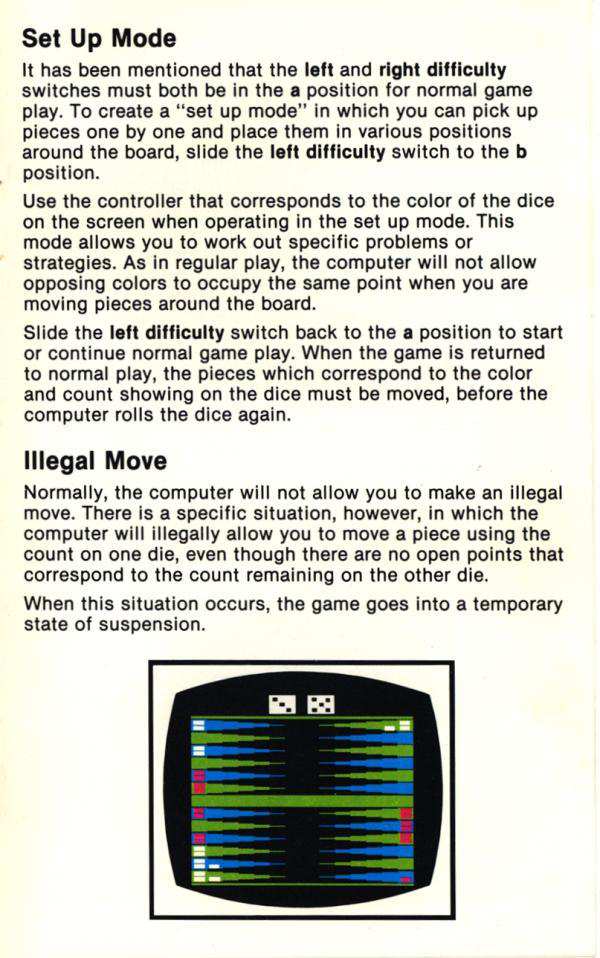 Set Up Mode
It has been mentioned that the left and right difficulty
switches must both be in the a position for normal game
play. To create a “set up mode” in which you can pick up
pieces one by one and place them in various positions
around the board, slide the left difficulty switch to the b
position.
Use the controller that corresponds to the color of the dice
on the screen when operating in the set up mode. This
mode allows you to work out specific problems or
strategies. As in regular play, the computer will not allow
opposing colors to occupy the same point when you are
moving pieces around the board.
Slide the left difficulty switch back to the a position to start
or continue normal game play. When the game is returned
to normal play, the pieces which correspond to the color
and count showing on the dice must be moved, before the
computer rolls the dice again.
Illegal Move
Normally, the computer will not allow you to make an illegal
move. There is a specific situation, however, in which the
computer will illegally allow you to move a piece using the
count on one die, even though there are no open points that
correspond to the count remaining on the other die.
When this situation occurs, the game goes into a temporary
state of suspension.